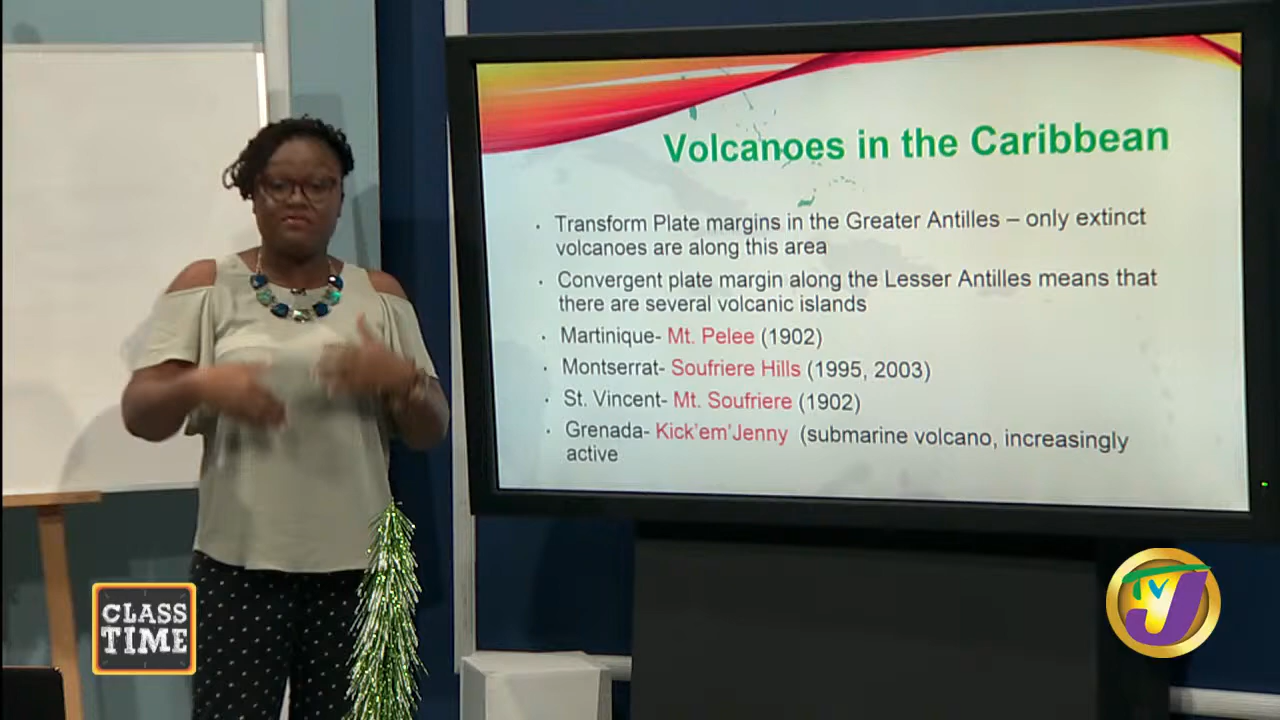 Volcanoes in the Caribbean
· Transform Plate margins in the Greater Antilles – only extinct
volcanoes are along this area
· Convergent plate margin along the Lesser Antilles means that
there are several volcanic islands
· Martinique- Mt. Pelee (1902)
· Montserrat- Soufriere Hills (1995, 2003)
· St. Vincent- Mt. Soufriere (1902)
· Grenada- Kick'em'Jenny (submarine volcano, increasingly
active
CLASS
TIME
TVJ